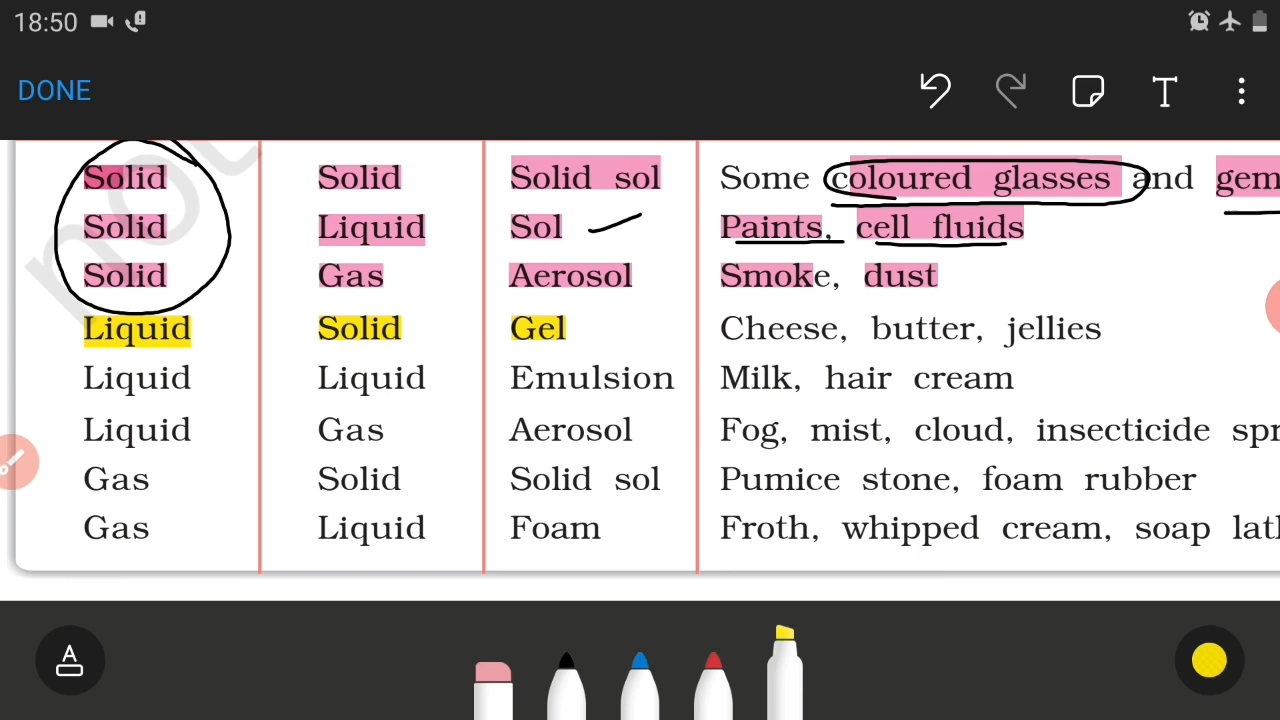 18:50
DONE
Solid Solid Solid sol Some coloured glasses and gem
Solid Liquid Sol Paints, cell fluids
Solid Gas Aerosol Smoke, dust
Liquid Solid Gel Cheese, butter, jellies
Liquid Liquid Emulsion Milk, hair cream
Liquid Gas Aerosol Fog, mist, cloud, insecticide spr
Gas Solid Solid sol Pumice stone, foam rubber
Gas Liquid Foam Froth, whipped cream, soap lat
not